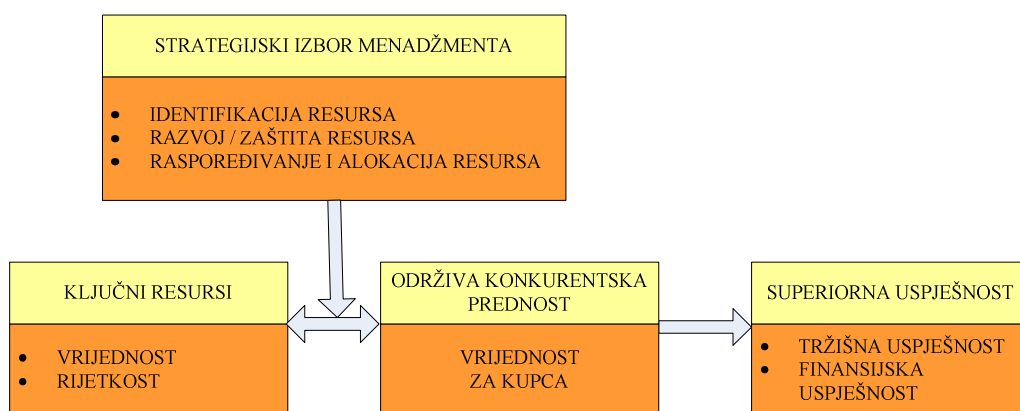 STRATEGIJSKI IZBOR MENADŽMENTA
• IDENTIFIKACIJA RESURSA
• RAZVOJ / ZAŠTITA RESURSA
• RASPOREĐIVANJE I ALOKACIJA RESURSA
KLJUČNI RESURSI
• VRIJEDNOST
• RIJETKOST
ODRŽIVA KONKURENTSKA
PREDNOST
VRIJEDNOST
ZA KUPCA
SUPERIORNA USPJEŠNOST
• TRŽIŠNA USPJEŠNOST
• FINANSIJSKA
USPJEŠNOST